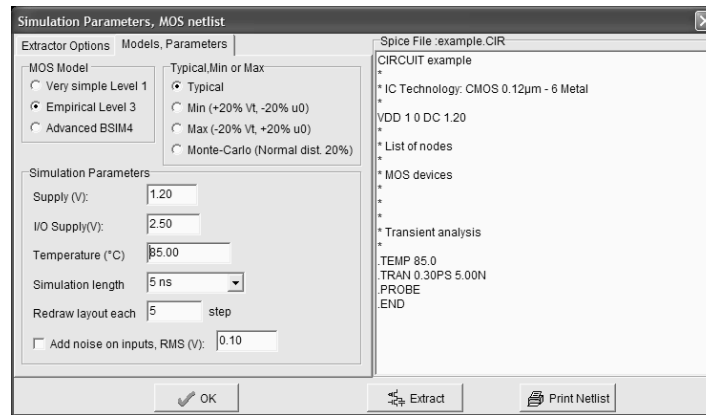 Simulation Parameters, MOS netlist
Extractor Options
Models, Parameters
MOS Model
Very simple Level 1
Empirical Level 3
Advanced BSIM4
Typical,Min or Max
Typical
Min (+20% Vt, -20% u0)
Max (-20% Vt, +20% u0)
Monte-Carlo (Normal dist. 20%)
Simulation Parameters
Supply (V): 1.20
I/O Supply(V): 2.50
Temperature (°C) 85.00
Simulation length 5 ns
Redraw layout each 5 step
Add noise on inputs, RMS (V): 0.10
Spice File :example.CIR
CIRCUIT example
*
* IC Technology: CMOS 0.12µm - 6 Metal
*
VDD 1 0 DC 1.20
*
* List of nodes
*
* MOS devices
*
*
*
* Transient analysis
*
.TEMP 85.0
.TRAN 0.30PS 5.00N
.PROBE
.END
OK
Extract
Print Netlist